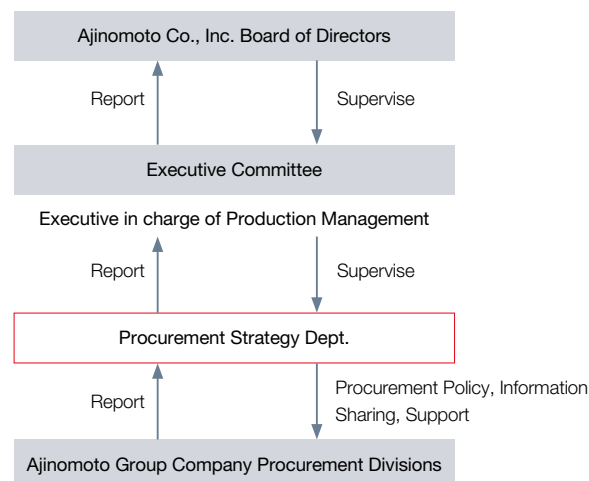 Ajinomoto Co., Inc. Board of Directors
Report
Supervise
Executive Committee
Executive in charge of Production Management
Report
Supervise
Procurement Strategy Dept.
Report
Procurement Policy, Information
Sharing, Support
Ajinomoto Group Company Procurement Divisions